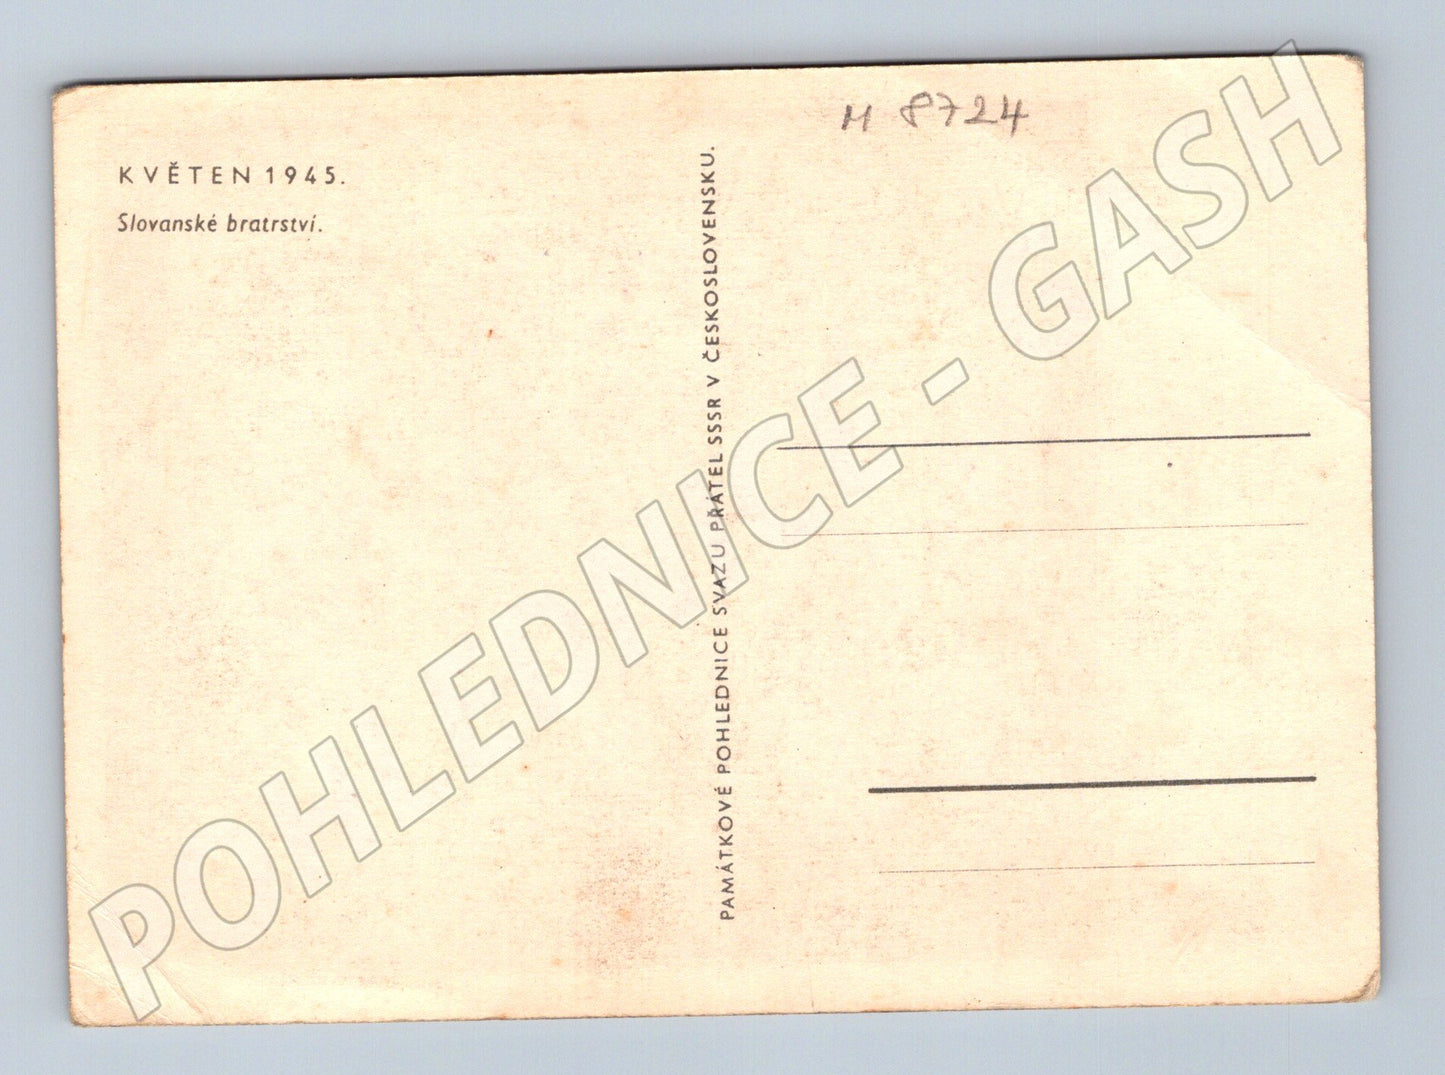 M 8724
KVĚTEN 1945.
Slovanské bratrství.
PAMÁTKOVÉ POHLEDNICE SVAZU PŘÁTEL SSSR V ČESKOSLOVENSKU.
POHLEDNICE - GASH